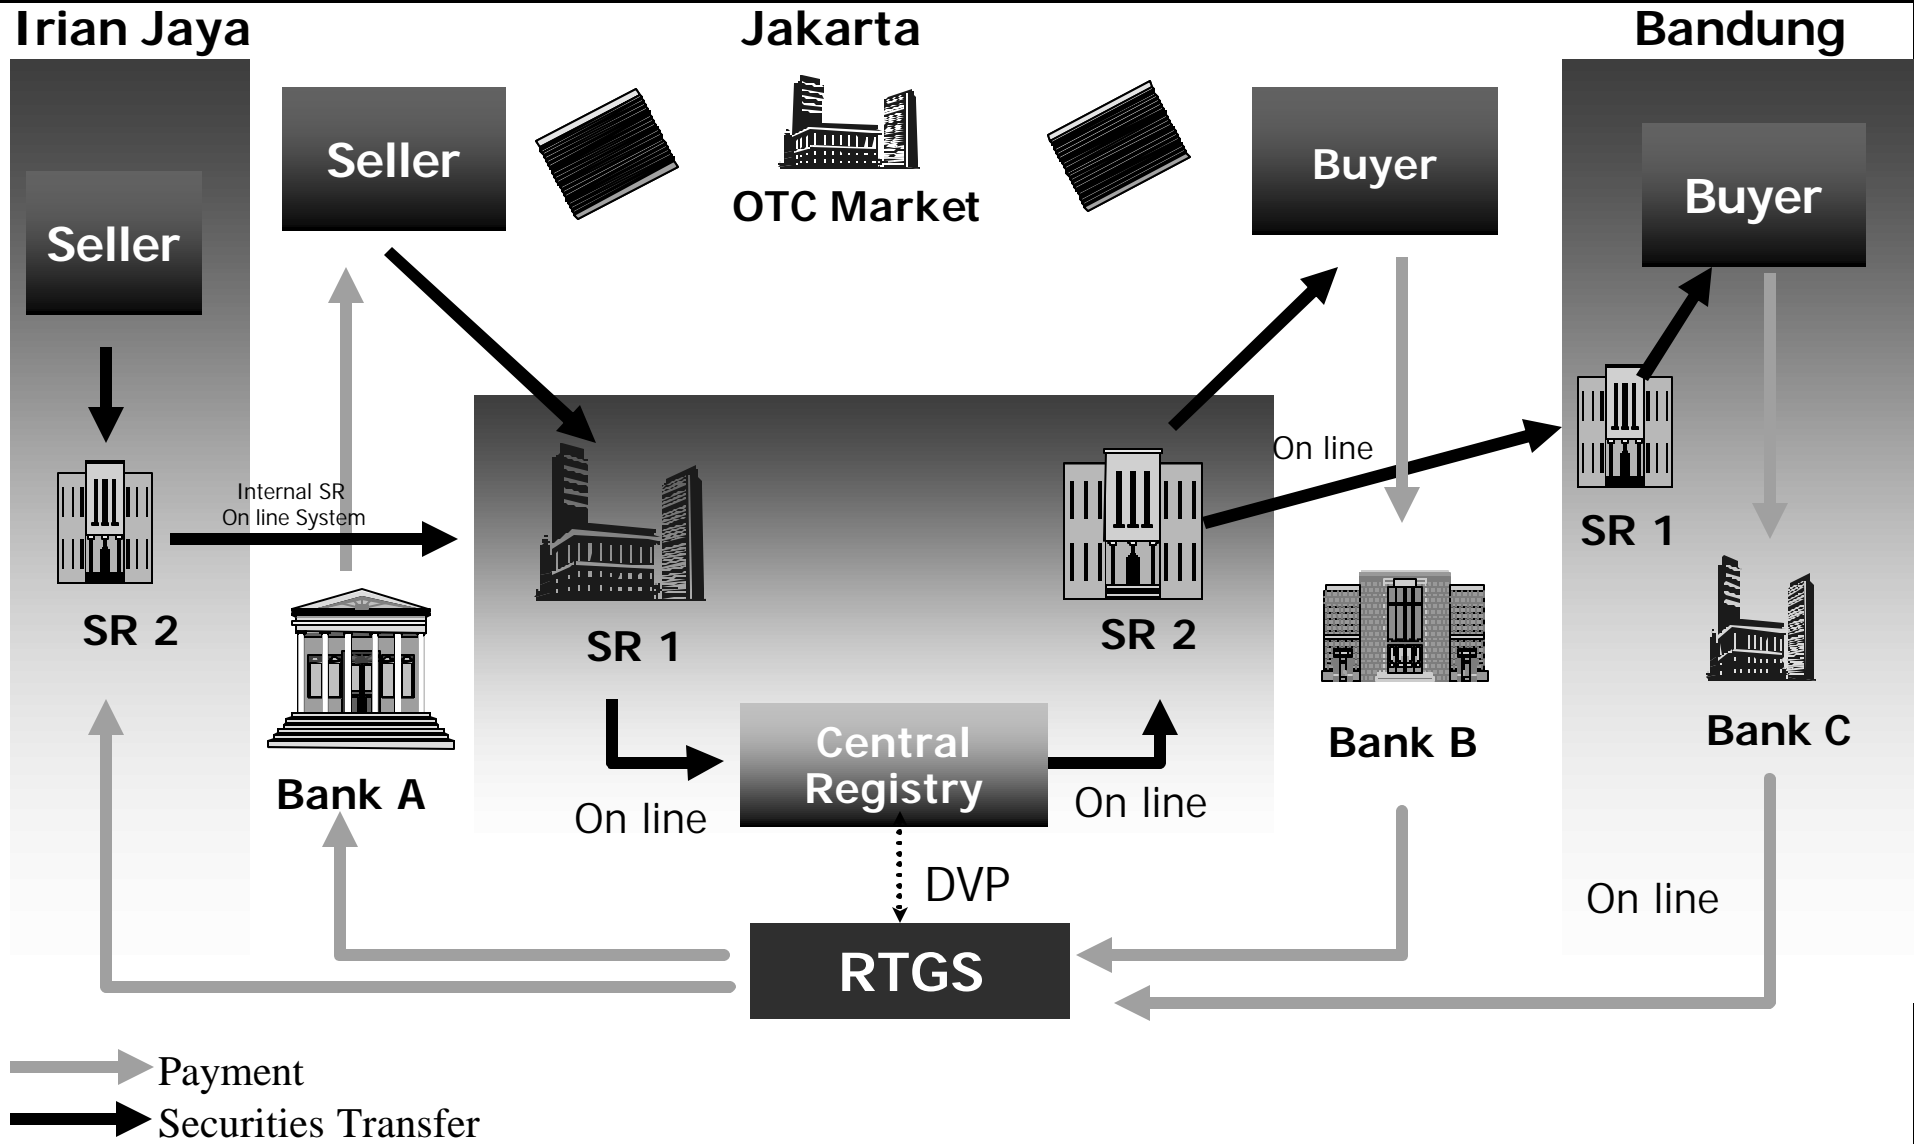 Irian Jaya
Jakarta
Bandung
Seller
Seller
OTC Market
Buyer
Buyer
Internal SR
On line System
On line
SR 2
SR 1
SR 2
SR 1
Bank A
Central
Registry
Bank B
Bank C
On line
On line
DVP
On line
RTGS
Payment
Securities Transfer